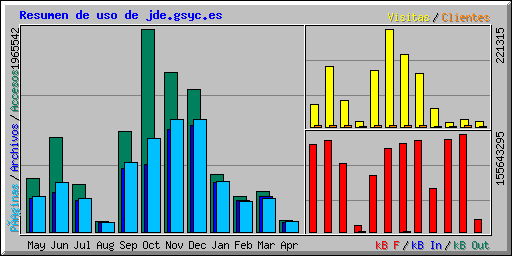 Resumen de uso de jde.gsyc.es
Visitas / Clientes
1965542
Accesos
/
Archivos
/
221315
155643295
May Jun Jul Aug Sep Oct Nov Dec Jan Feb Mar Apr
kB F / kB In / kB Out